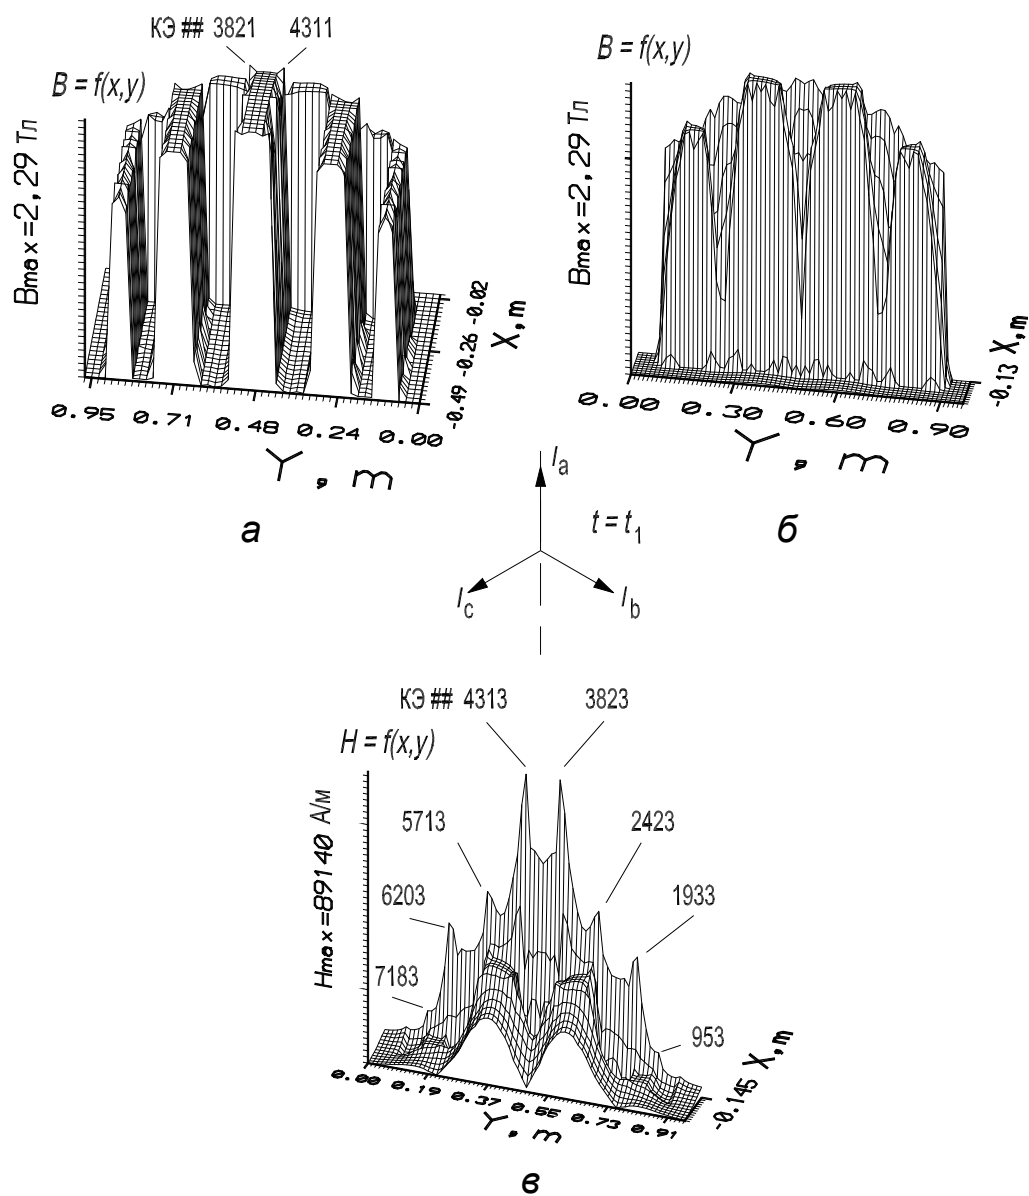 КЭ ## 3821 4311
B = f(x,y)
Bmax=2,29 Тл
-0.49 -0.26 -0.02
X,m
0.95 0.71 0.48 0.24 0.00
Y, m
а
B = f(x,y)
Bmax=2,29 Тл
-0.13 X,m
0.00 0.30 0.60 0.90
Y, m
б
Ia
t = t1
Ic
Ib
КЭ ## 4313 3823
H = f(x,y)
Hmax=89140 А/м
5713
2423
6203
1933
7183
953
-0.145 X,m
0.00 0.19 0.37 0.55 0.73 0.91
Y, m
в